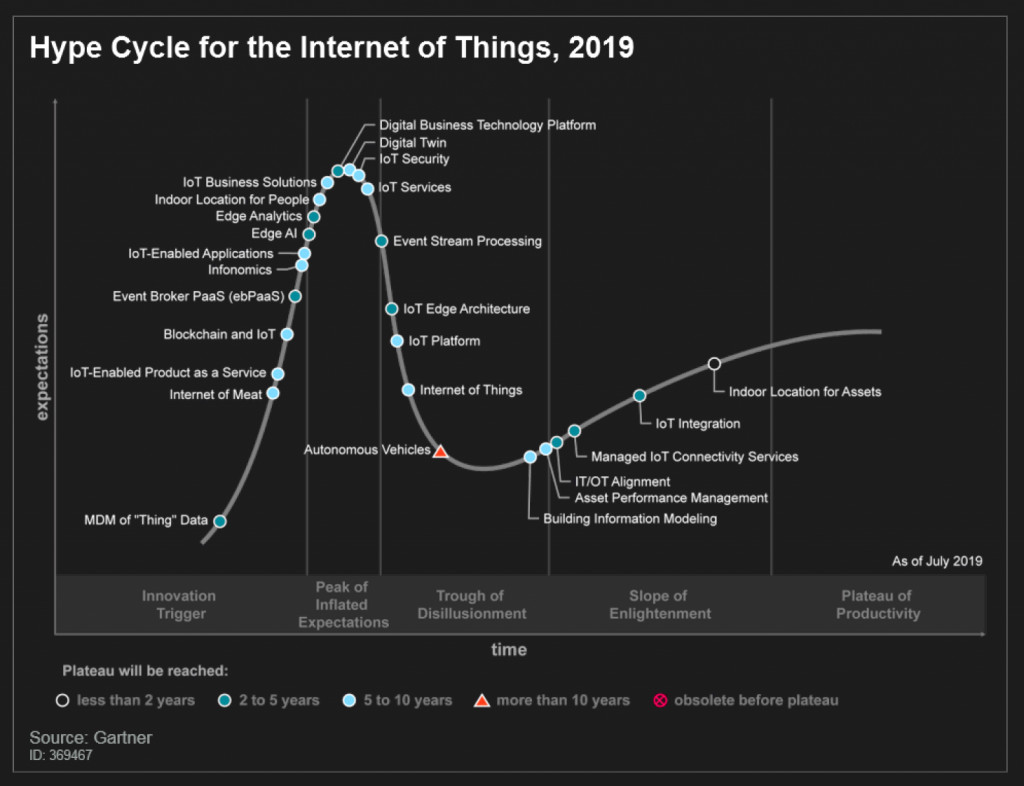 Hype Cycle for the Internet of Things, 2019
Digital Business Technology Platform
Digital Twin
IoT Security
IoT Services
IoT Business Solutions
Indoor Location for People
Edge Analytics
Edge AI
IoT-Enabled Applications
Infonomics
Event Broker PaaS (ebPaaS)
Blockchain and IoT
IoT-Enabled Product as a Service
Internet of Meat
MDM of "Thing" Data
Event Stream Processing
IoT Edge Architecture
IoT Platform
Internet of Things
Autonomous Vehicles
Indoor Location for Assets
IoT Integration
Managed IoT Connectivity Services
IT/OT Alignment
Asset Performance Management
Building Information Modeling
expectations
As of July 2019
Innovation
Trigger
Peak of
Inflated
Expectations
Trough of
Disillusionment
Slope of
Enlightenment
Plateau of
Productivity
time
Plateau will be reached:
less than 2 years
2 to 5 years
5 to 10 years
more than 10 years
obsolete before plateau
Source: Gartner
ID: 369467